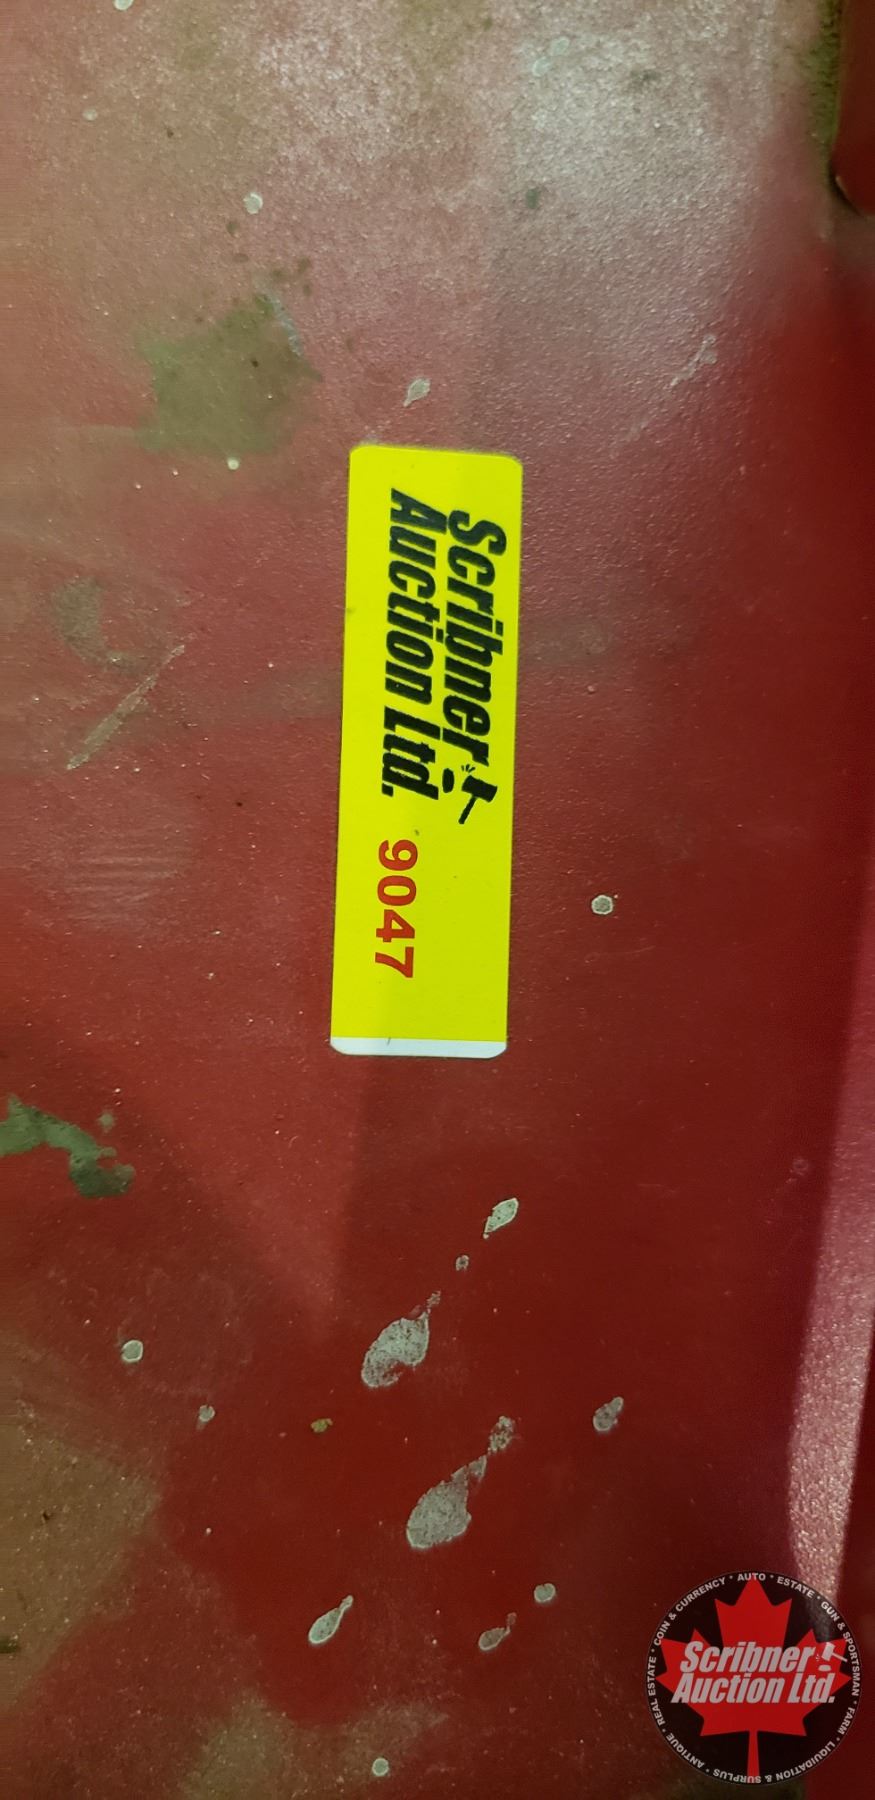 Scribner
Auction Ltd.
9047
REAL ESTATE • COIN & CURRENCY • AUTO • ESTATE • GUN & SPORTSMAN • FARM • LIQUIDATION & SURPLUS • ANTIQUE •
Scribner
Auction Ltd.